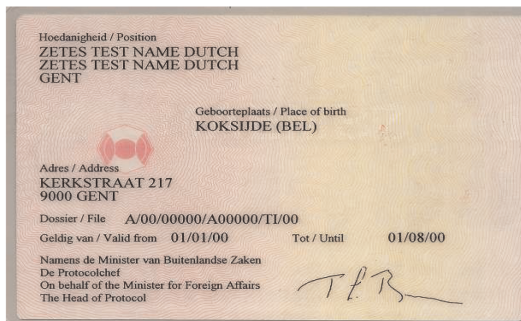 Hoedanigheid / Position
ZETES TEST NAME DUTCH
ZETES TEST NAME DUTCH
GENT
Geboorteplaats / Place of birth
KOKSIJDE (BEL)
Adres / Address
KERKSTRAAT 217
9000 GENT
Dossier / File A/00/00000/A00000/TI/00
Geldig van / Valid from 01/01/00 Tot / Until 01/08/00
Namens de Minister van Buitenlandse Zaken
De Protocolchef
On behalf of the Minister for Foreign Affairs
The Head of Protocol